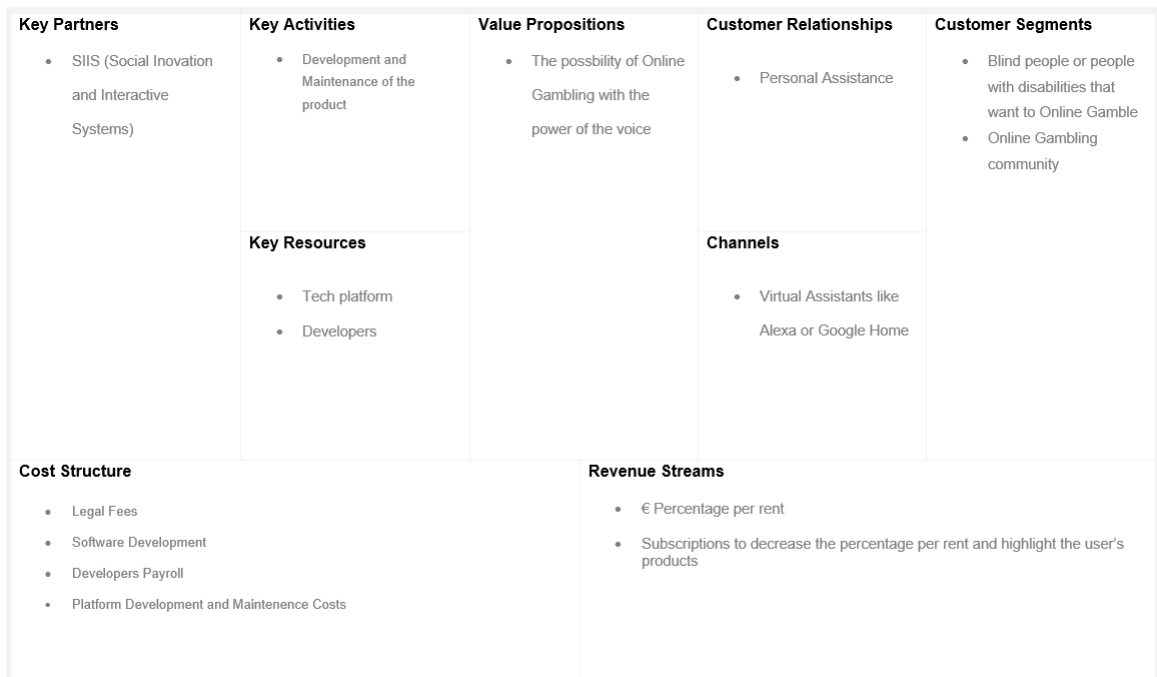 Key Partners
• SIIS (Social Inovation
and Interactive
Systems)
Key Activities
• Development and
Maintenance of the
product
Key Resources
• Tech platform
• Developers
Value Propositions
• The possbility of Online
Gambling with the
power of the voice
Customer Relationships
• Personal Assistance
Channels
• Virtual Assistants like
Alexa or Google Home
Customer Segments
• Blind people or people
with disabilities that
want to Online Gamble
• Online Gambling
community
Cost Structure
• Legal Fees
• Software Development
• Developers Payroll
• Platform Development and Maintenence Costs
Revenue Streams
• € Percentage per rent
• Subscriptions to decrease the percentage per rent and highlight the user's
products